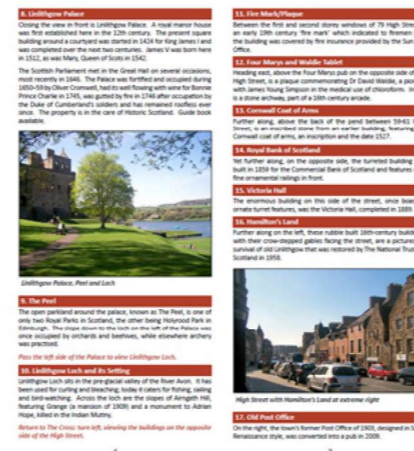 8. Linlithgow Palace
Closing the view in front is Linlithgow Palace. A royal manor house
was first established here in the 12th century. The present square
building around a courtyard was started in 1424 for King James I and
was completed over the next two centuries. James V was born here
in 1512, as was Mary, Queen of Scots in 1542.
The Scottish Parliament met in the Great Hall on several occasions,
most recently in 1646. The Palace was fortified and occupied during
1650-59 by Oliver Cromwell, had its well flowing with wine for Bonnie
Prince Charlie in 1745, was gutted by fire in 1746 after occupation by
the Duke of Cumberland's soldiers and has remained roofless ever
since. The property is in the care of Historic Scotland. Guide book
available.
Linlithgow Palace, Peel and Loch
9. The Peel
The open parkland around the palace, known as The Peel, is one of
only two Royal Parks in Scotland, the other being Holyrood Park in
Edinburgh. The slope down to the loch on the left of the Palace was
once occupied by orchards and beehives, while elsewhere archery
was practised.
Pass the left side of the Palace to view Linlithgow Loch.
10. Linlithgow Loch and its Setting
Linlithgow Loch sits in the pre-glacial valley of the River Avon. It has
been used for curling and bleaching; today it caters for fishing, sailing
and bird-watching. Across the loch are the slopes of Airngath Hill,
featuring Grange (a mansion of 1909) and a monument to Adrian
Hope, killed in the Indian Mutiny.
Return to The Cross; turn left, viewing the buildings on the opposite
side of the High Street.
11. Fire Mark/Plaque
Between the first and second storey windows of 79 High Street
an early 19th century 'fire mark' which indicated to firemen
the building was covered by fire insurance provided by the Sun
Office.
12. Four Marys and Waldie Tablet
Heading east, above the Four Marys pub on the opposite side of
High Street, is a plaque commemorating Dr David Waldie, a
with James Young Simpson in the medical use of chloroform.
is a stone archway, part of a 16th-century arcade.
13. Cornwall Coat of Arms
Further along, above the back of the pend between 59-61
Street, is an inscribed stone from an earlier building, featuring
Cornwall coat of arms, an inscription and the date 1527.
14. Royal Bank of Scotland
Yet further along, on the opposite side, the turreted building
built in 1859 for the Commercial Bank of Scotland and features
fine ornamental railings in front.
15. Victoria Hall
The enormous building on this side of the street, once
ornate turret features, was the Victoria Hall, completed in 1889.
16. Hamilton's Land
Further along on the left, these rubble built 16th-century
with their crow-stepped gables facing the street, are a
survival of old Linlithgow that was restored by The National
Scotland in 1958.
High Street with Hamilton's Land at extreme right
17. Old Post Office
On the right, the town's former Post Office of 1903, designed in
Renaissance style, was converted into a pub in 2009.